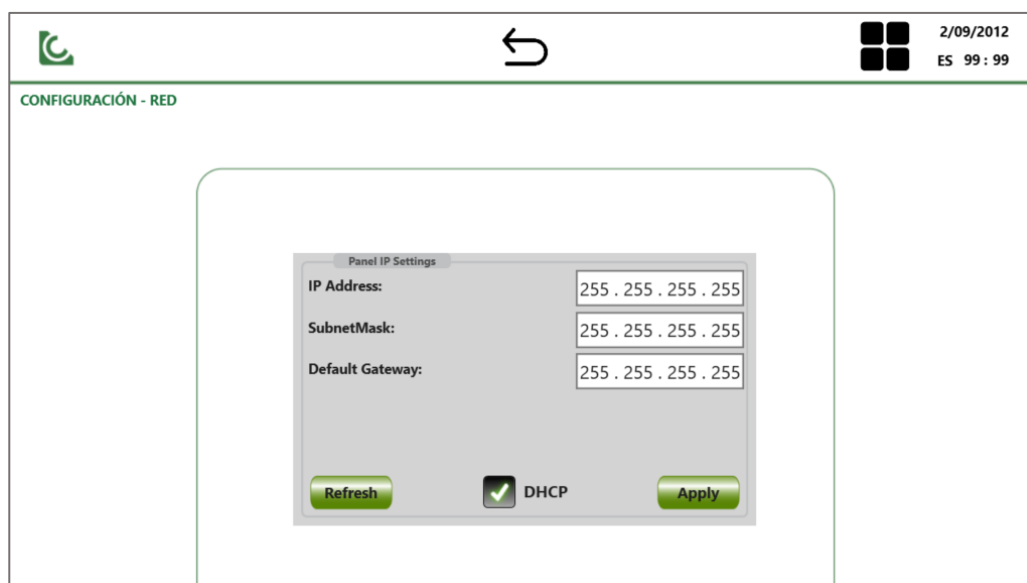 2/09/2012
ES 99 : 99
CONFIGURACIÓN - RED
Panel IP Settings
IP Address: 255 . 255 . 255 . 255
SubnetMask: 255 . 255 . 255 . 255
Default Gateway: 255 . 255 . 255 . 255
Refresh DHCP Apply